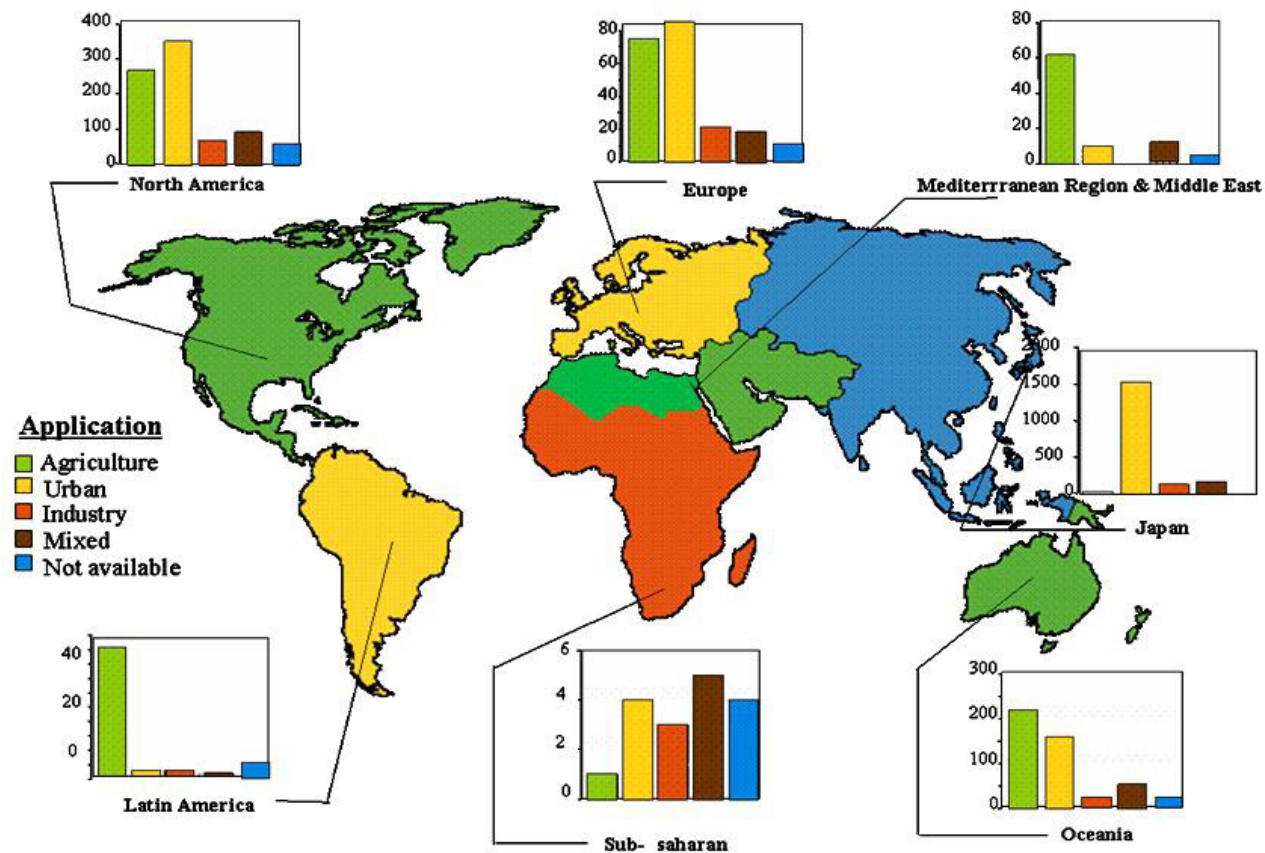 400
300
200
100
0
North America
80
60
40
20
0
Europe
80
60
40
20
0
Mediterrranean Region & Middle East
Application
Agriculture
Urban
Industry
Mixed
Not available
2000
1500
1000
500
0
Japan
40
20
0
Latin America
6
4
2
0
Sub- saharan
300
200
100
0
Oceania